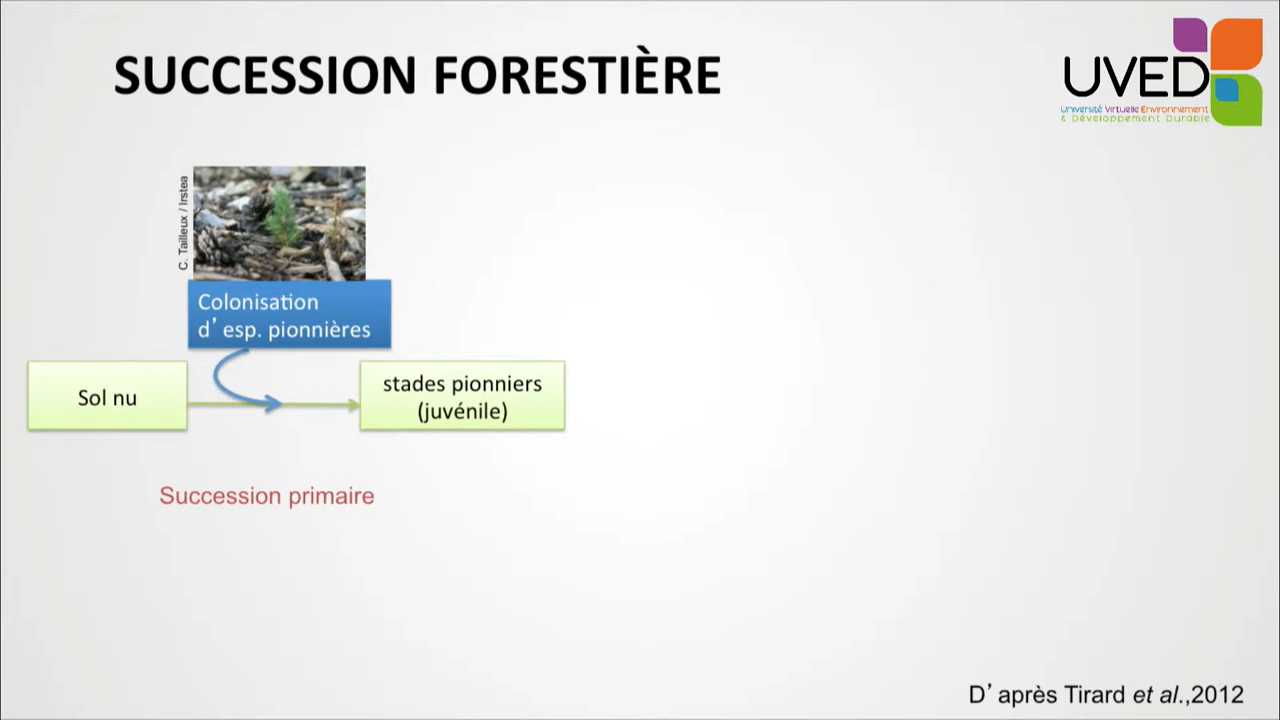 SUCCESSION FORESTIÈRE
UVED
Université Virtuelle Environnement
& Développement Durable
C. Tailleux / Irstea
Colonisation
d’esp. pionnières
Sol nu
stades pionniers
(juvénile)
Succession primaire
D’après Tirard et al.,2012